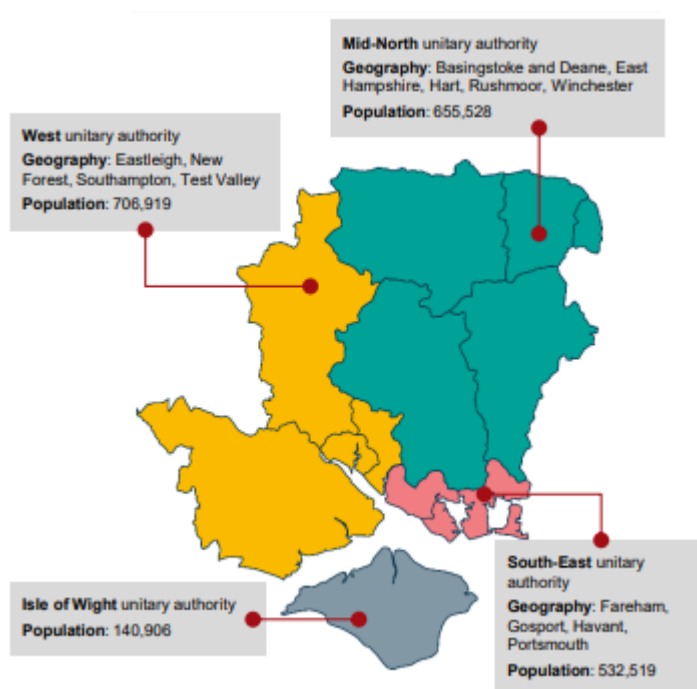 Mid-North unitary authority
Geography: Basingstoke and Deane, East
Hampshire, Hart, Rushmoor, Winchester
Population: 655,528
West unitary authority
Geography: Eastleigh, New
Forest, Southampton, Test Valley
Population: 706,919
Isle of Wight unitary authority
Population: 140,906
South-East unitary
authority
Geography: Fareham,
Gosport, Havant,
Portsmouth
Population: 532,519